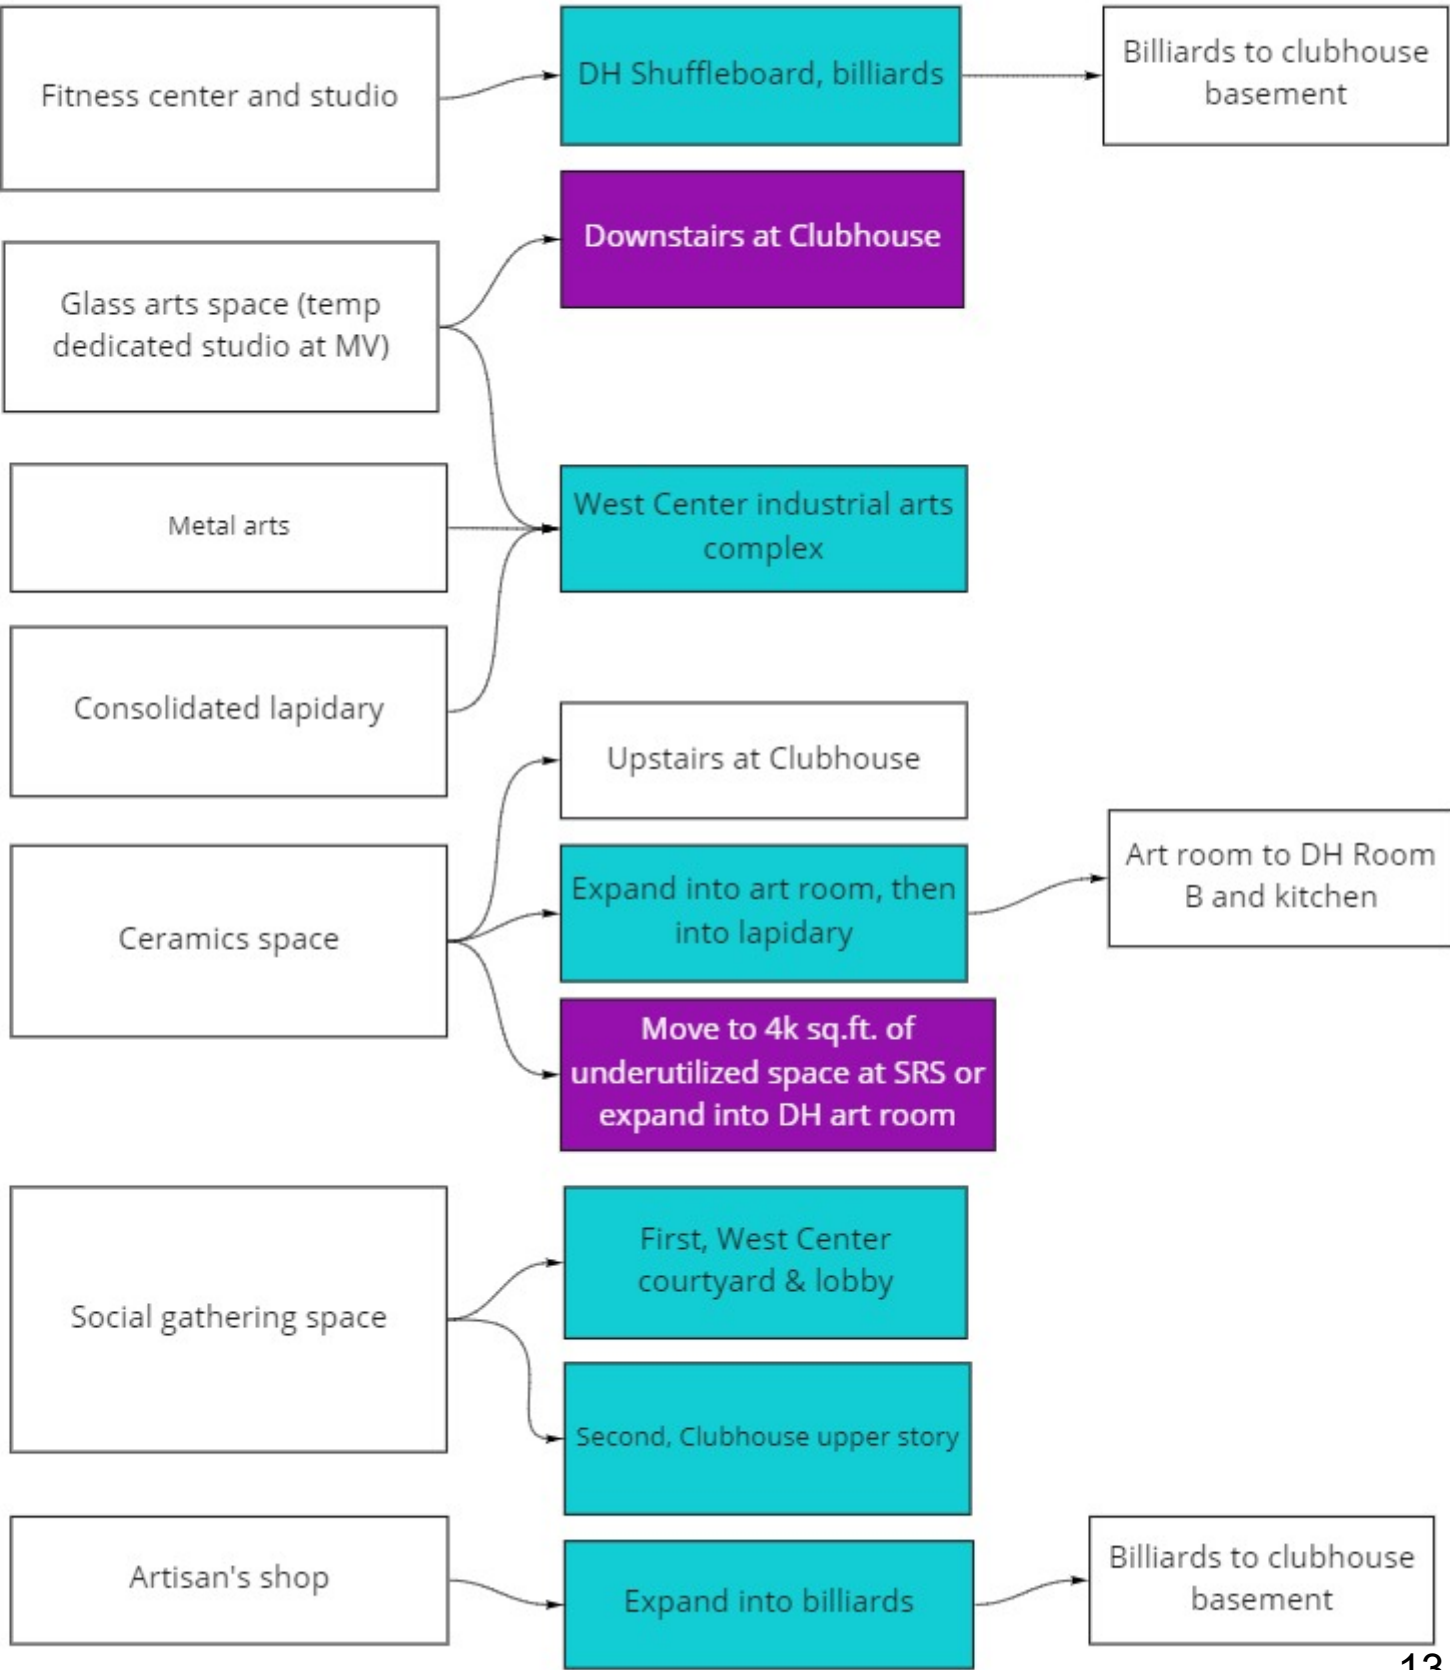 Fitness center and studio
DH Shuffleboard, billiards
Billiards to clubhouse
basement
Downstairs at Clubhouse
Glass arts space (temp
dedicated studio at MV)
Metal arts
West Center industrial arts
complex
Consolidated lapidary
Upstairs at Clubhouse
Ceramics space
Expand into art room, then
into lapidary
Art room to DH Room
B and kitchen
Move to 4k sq.ft. of
underutilized space at SRS or
expand into DH art room
Social gathering space
First, West Center
courtyard & lobby
Second, Clubhouse upper story
Artisan's shop
Expand into billiards
Billiards to clubhouse
basement
13